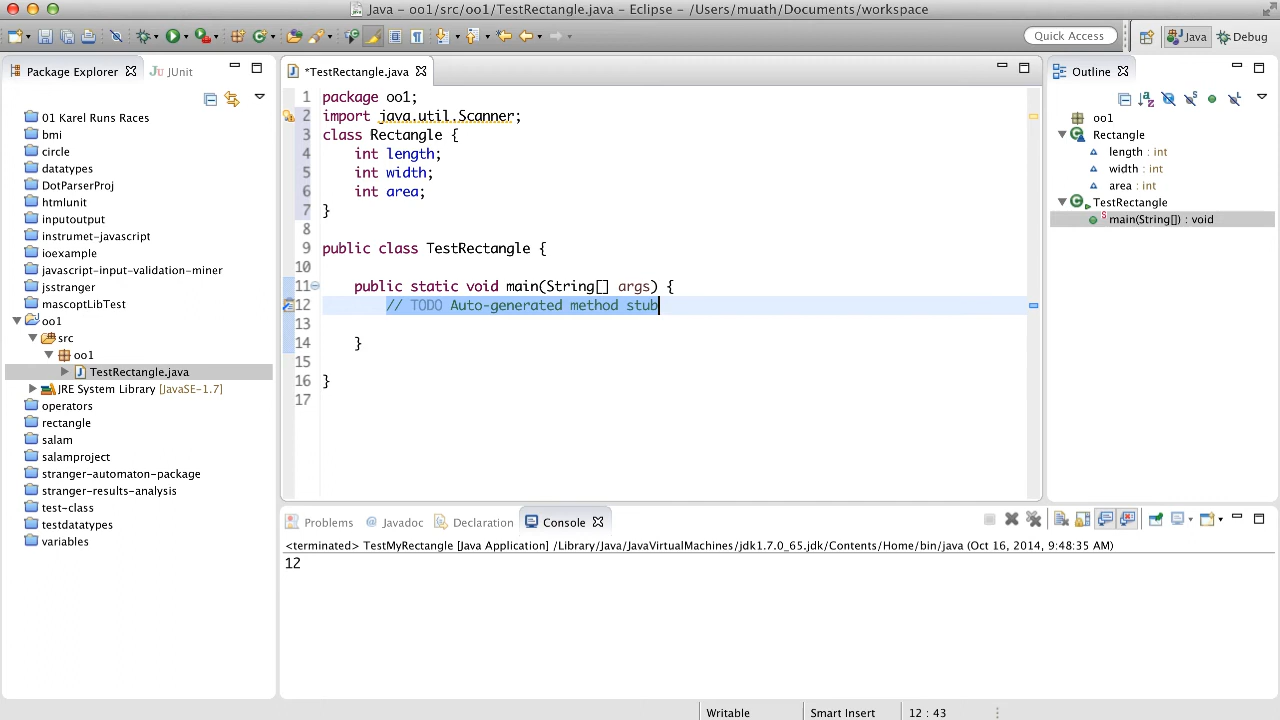 Java – oo1/src/oo1/TestRectangle.java – Eclipse – /Users/muath/Documents/workspace
Quick Access
Java
Debug
Package Explorer
JUnit
01 Karel Runs Races
bmi
circle
datatypes
DotParserProj
htmlunit
inputoutput
instrumet-javascript
ioexample
javascript-input-validation-miner
jsstranger
mascoptLibTest
oo1
src
oo1
TestRectangle.java
JRE System Library [JavaSE-1.7]
operators
rectangle
salam
salamproject
stranger-automaton-package
stranger-results-analysis
test-class
testdatatypes
variables
*TestRectangle.java
1 package oo1;
2 import java.util.Scanner;
3 class Rectangle {
4 int length;
5 int width;
6 int area;
7 }
8
9 public class TestRectangle {
10
11 public static void main(String[] args) {
12 // TODO Auto-generated method stub
13
14 }
15
16 }
17
Outline
oo1
Rectangle
length : int
width : int
area : int
TestRectangle
main(String[]) : void
Problems
Javadoc
Declaration
Console
<terminated> TestMyRectangle [Java Application] /Library/Java/JavaVirtualMachines/jdk1.7.0_65.jdk/Contents/Home/bin/java (Oct 16, 2014, 9:48:35 AM)
12
Writable
Smart Insert
12 : 43